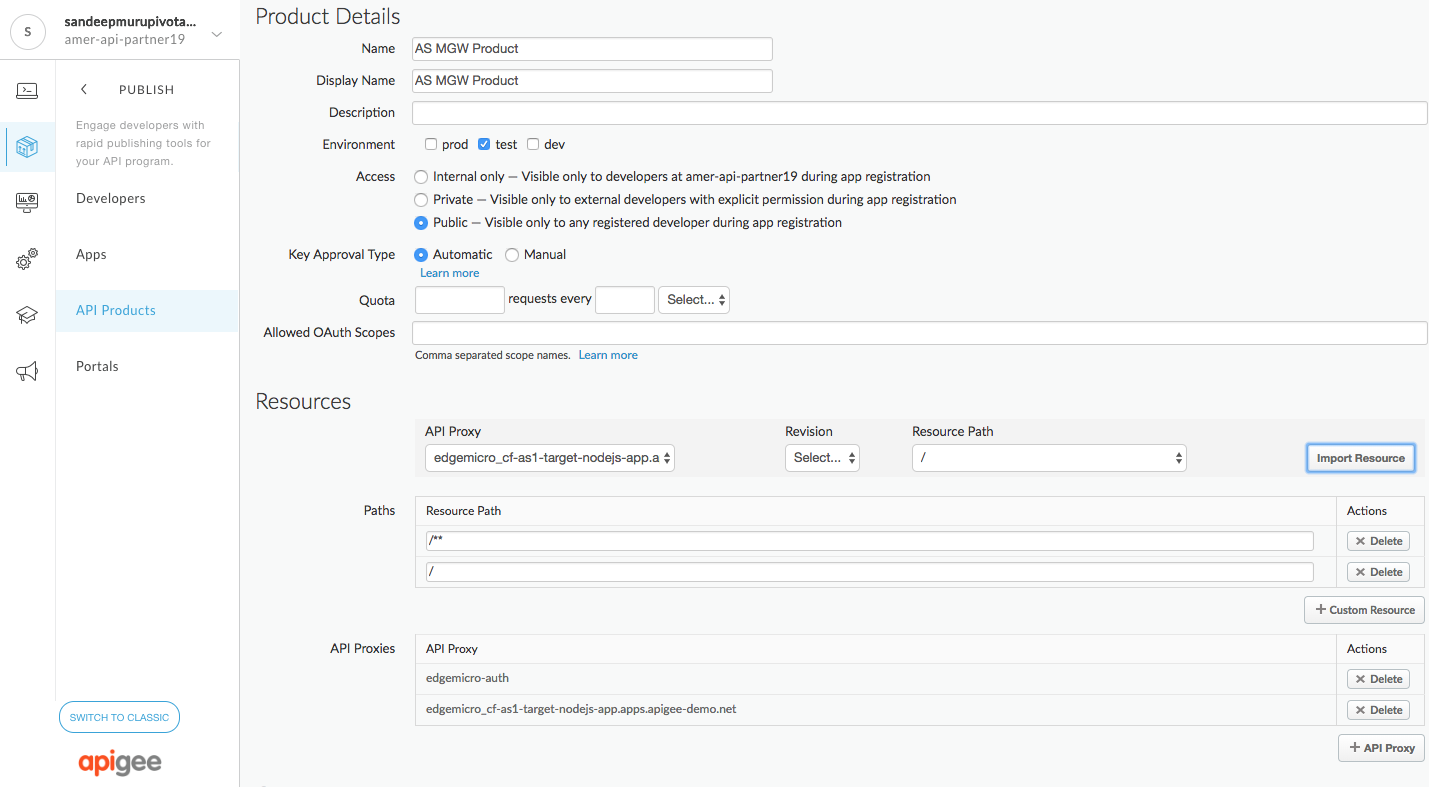 S
sandeepmurupivota...
amer-api-partner19
PUBLISH
Engage developers with
rapid publishing tools for
your API program.
Developers
Apps
API Products
Portals
SWITCH TO CLASSIC
apigee
Product Details
Name AS MGW Product
Display Name AS MGW Product
Description
Environment prod test dev
Access Internal only — Visible only to developers at amer-api-partner19 during app registration
Private — Visible only to external developers with explicit permission during app registration
Public — Visible only to any registered developer during app registration
Key Approval Type Automatic Manual
Learn more
Quota requests every Select...
Allowed OAuth Scopes
Comma separated scope names. Learn more
Resources
API Proxy Revision Resource Path
edgemicro_cf-as1-target-nodejs-app.a Select... / Import Resource
Paths Resource Path Actions
/** × Delete
/ × Delete
+ Custom Resource
API Proxies API Proxy Actions
edgemicro-auth × Delete
edgemicro_cf-as1-target-nodejs-app.apps.apigee-demo.net × Delete
+ API Proxy